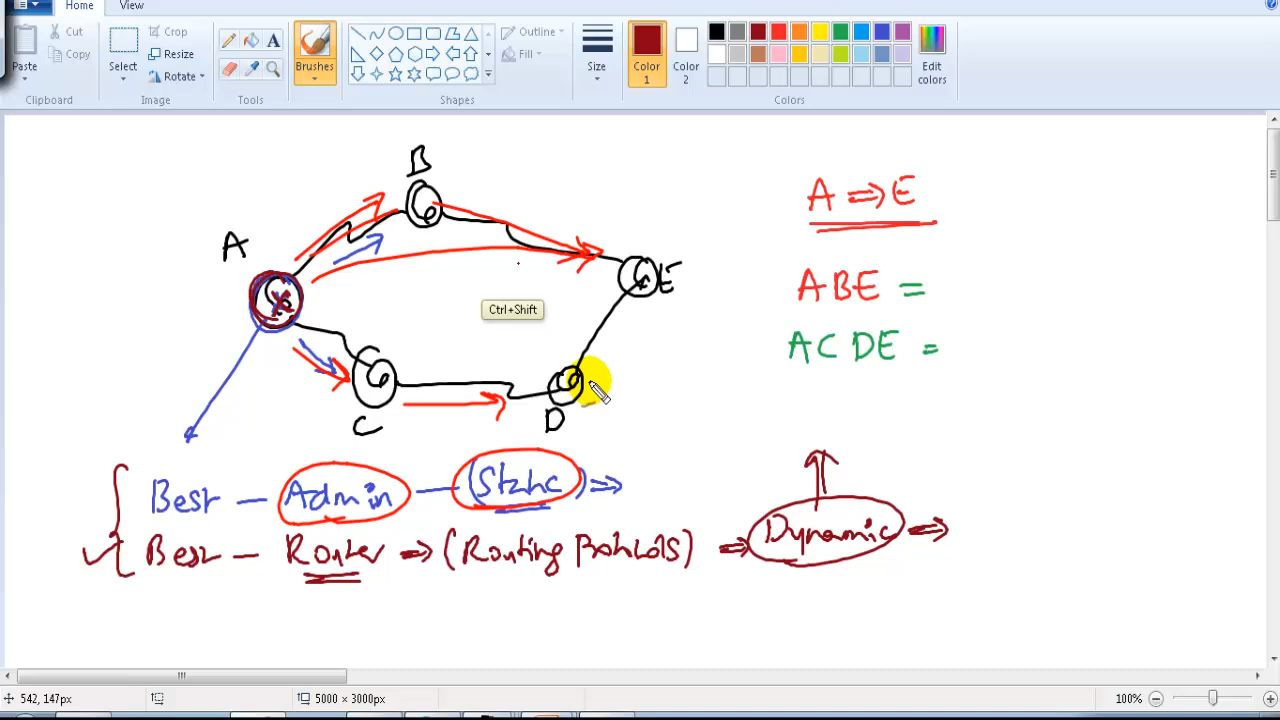 Home
View
Cut
Copy
Paste
Clipboard
Select
Crop
Resize
Rotate
Image
A
Tools
Brushes
Outline
Fill
Shapes
Size
Color 1
Color 2
Edit colors
Colors
B
A
E
Ctrl+Shift
C
D
A ⇒ E
ABE =
ACDE =
Best – Admin – (Static) ⇒
Best – Router ⇒ (Routing Protocols) ⇒ Dynamic ⇒
542, 147px
5000 × 3000px
100%